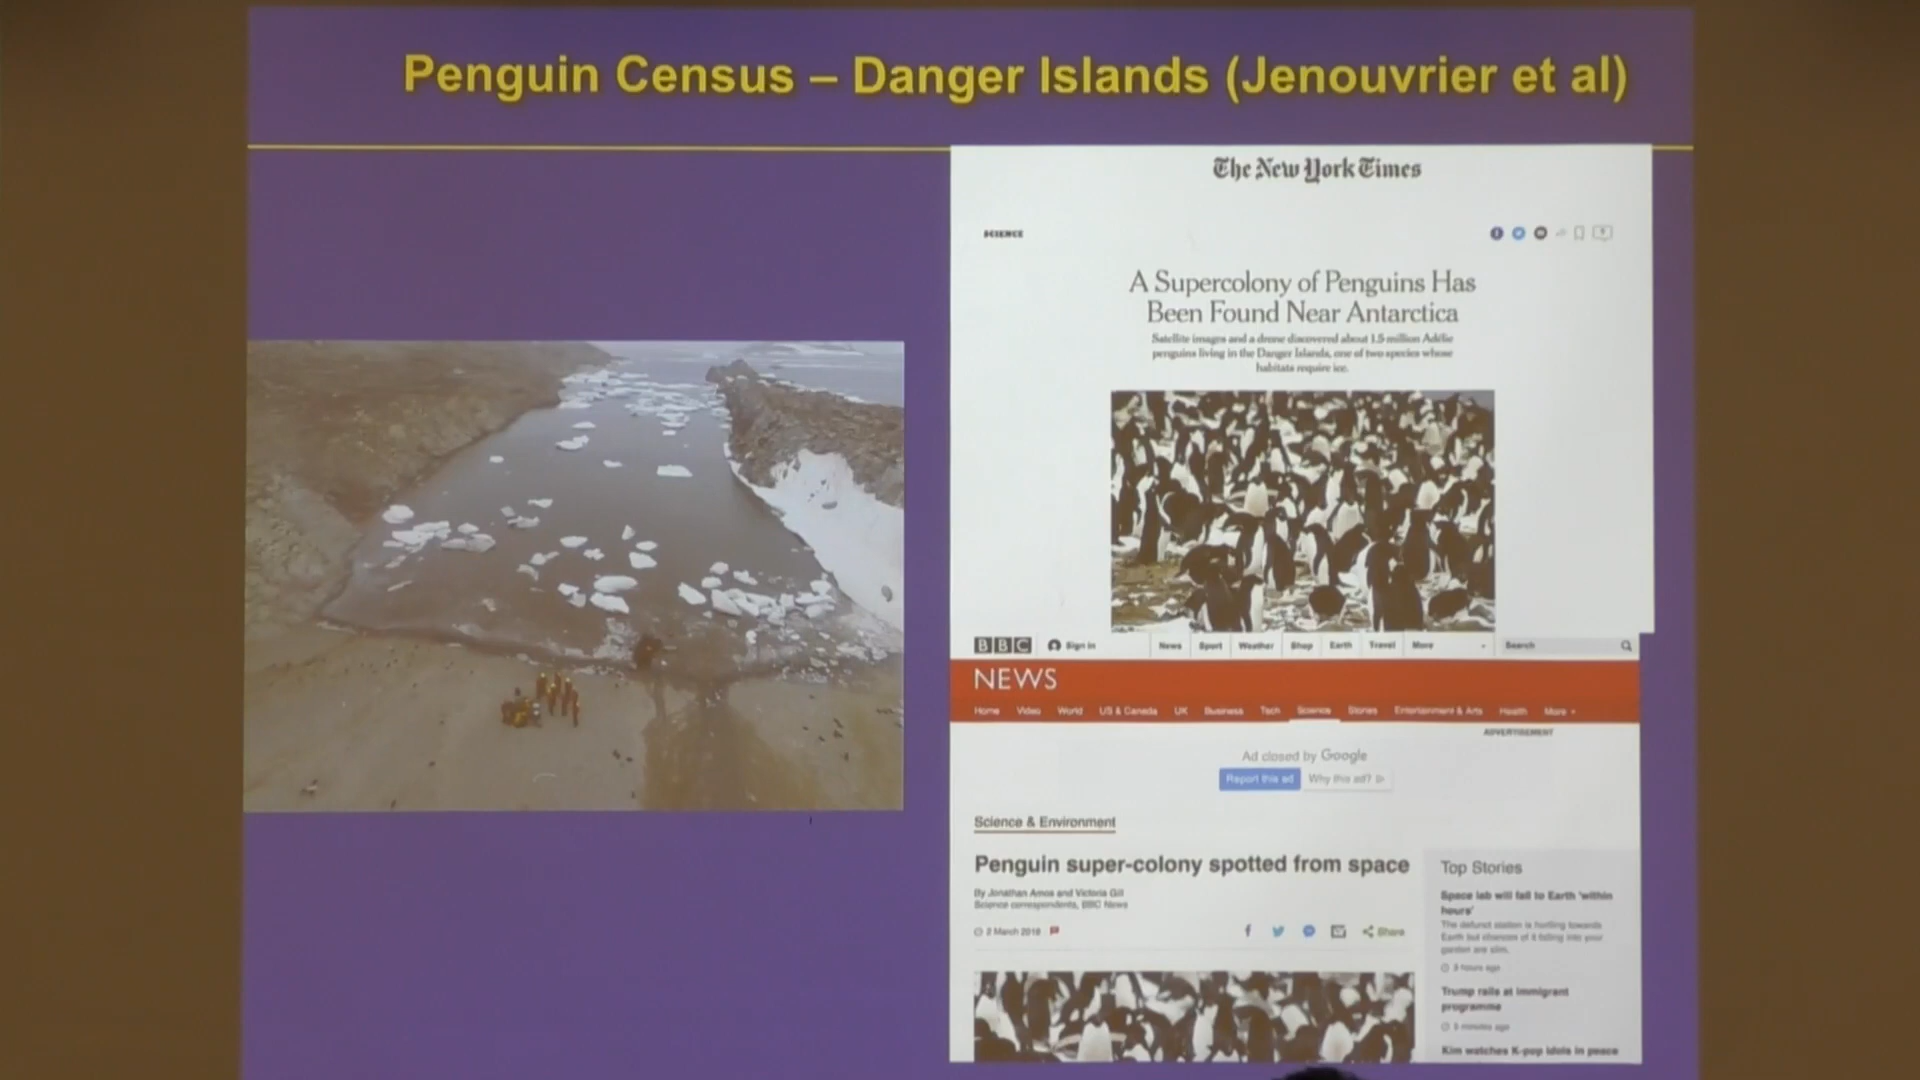 Penguin Census – Danger Islands (Jenouvrier et al)
The New York Times
SCIENCE
A Supercolony of Penguins Has
Been Found Near Antarctica
Satellite images and a drone discovered about 1.5 million Adélie
penguins living in the Danger Islands, one of two species whose
habitats require ice.
BBC Sign in News Sport Weather Shop Earth Travel More Search
NEWS
Home Video World US & Canada UK Business Tech Science Stories Entertainment & Arts Health More
ADVERTISEMENT
Ad closed by Google
Report this ad Why this ad?
Science & Environment
Penguin super-colony spotted from space
By Jonathan Amos and Victoria Gill
Science correspondents, BBC News
2 March 2018
Share
Top Stories
Space lab will fall to Earth 'within
hours'
The defunct station is hurtling towards
Earth but chances of it falling into your
garden are slim.
3 hours ago
Trump rails at immigrant
programme
5 minutes ago
Kim watches K-pop idols in peace